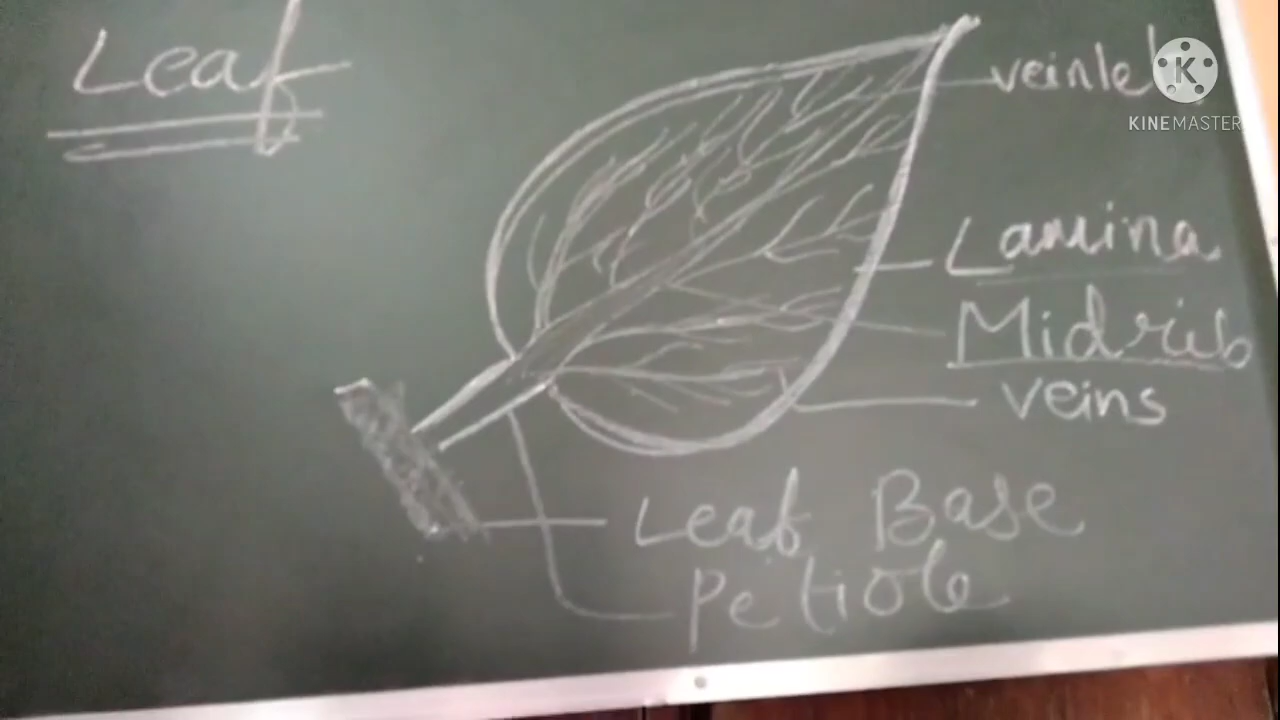 Leaf
veinlet
KINEMASTER
Lamina
Midrib
veins
Leaf Base
Petiole